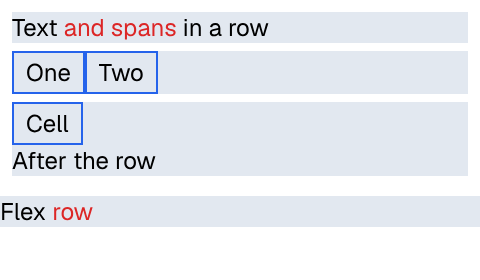 Text and spans in a row
One Two
Cell
After the row
Flex row